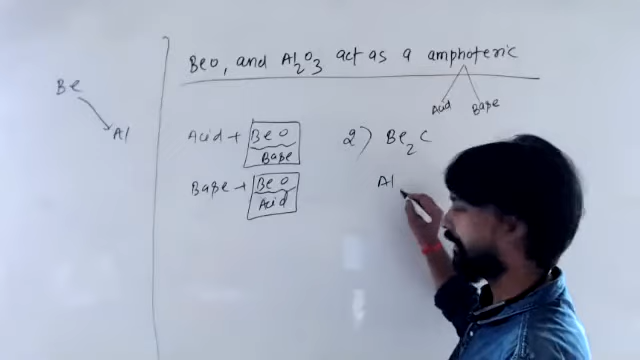 BeO, and Al2O3 act as a amphoteric
Acid Base
Be
Al
Acid + BeO
Base
Base + BeO
Acid
2) Be2C
Al